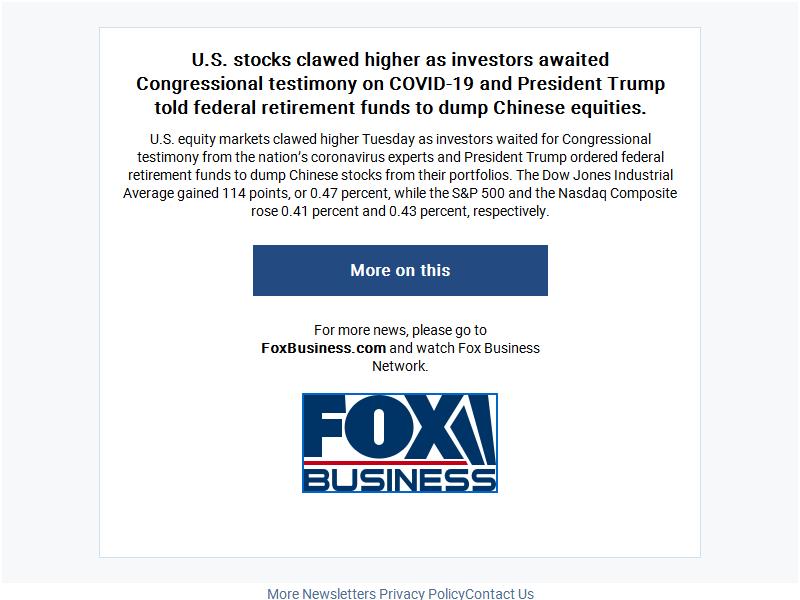 U.S. stocks clawed higher as investors awaited
Congressional testimony on COVID-19 and President Trump
told federal retirement funds to dump Chinese equities.
U.S. equity markets clawed higher Tuesday as investors waited for Congressional
testimony from the nation’s coronavirus experts and President Trump ordered federal
retirement funds to dump Chinese stocks from their portfolios. The Dow Jones Industrial
Average gained 114 points, or 0.47 percent, while the S&P 500 and the Nasdaq Composite
rose 0.41 percent and 0.43 percent, respectively.
More on this
For more news, please go to
FoxBusiness.com and watch Fox Business
Network.
FOX
BUSINESS
More Newsletters Privacy PolicyContact Us